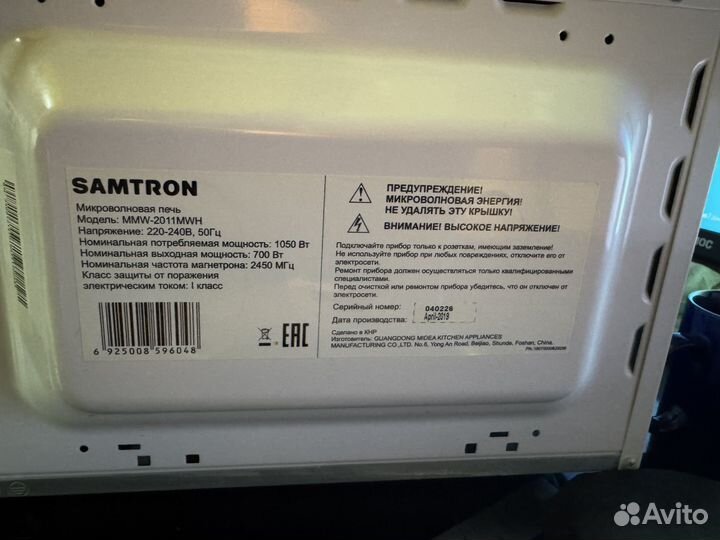 SAMTRON
Микроволновая печь
Модель: MMW-2011MWH
Напряжение: 220-240В, 50Гц
Номинальная потребляемая мощность: 1050 Вт
Номинальная выходная мощность: 700 Вт
Номинальная частота магнетрона: 2450 МГц
Класс защиты от поражения
электрическим током: I класс
6 925008 596048
EAC
ПРЕДУПРЕЖДЕНИЕ!
МИКРОВОЛНОВАЯ ЭНЕРГИЯ!
НЕ УДАЛЯТЬ ЭТУ КРЫШКУ!
ВНИМАНИЕ! ВЫСОКОЕ НАПРЯЖЕНИЕ!
Подключайте прибор только к розеткам, имеющим заземление!
Не используйте прибор при любых повреждениях, отключите его от
электросети.
Ремонт прибора должен осуществляться только квалифицированными
специалистами.
Перед очисткой или ремонтом прибора убедитесь, что он отключен от
электросети.
Серийный номер: 040226
Дата производства: April-2019
Сделано в КНР
Изготовитель: GUANGDONG MIDEA KITCHEN APPLIANCES
MANUFACTURING CO.,LTD. No.6, Yong An Road, Beijiao, Shunde, Foshan, China.
Avito